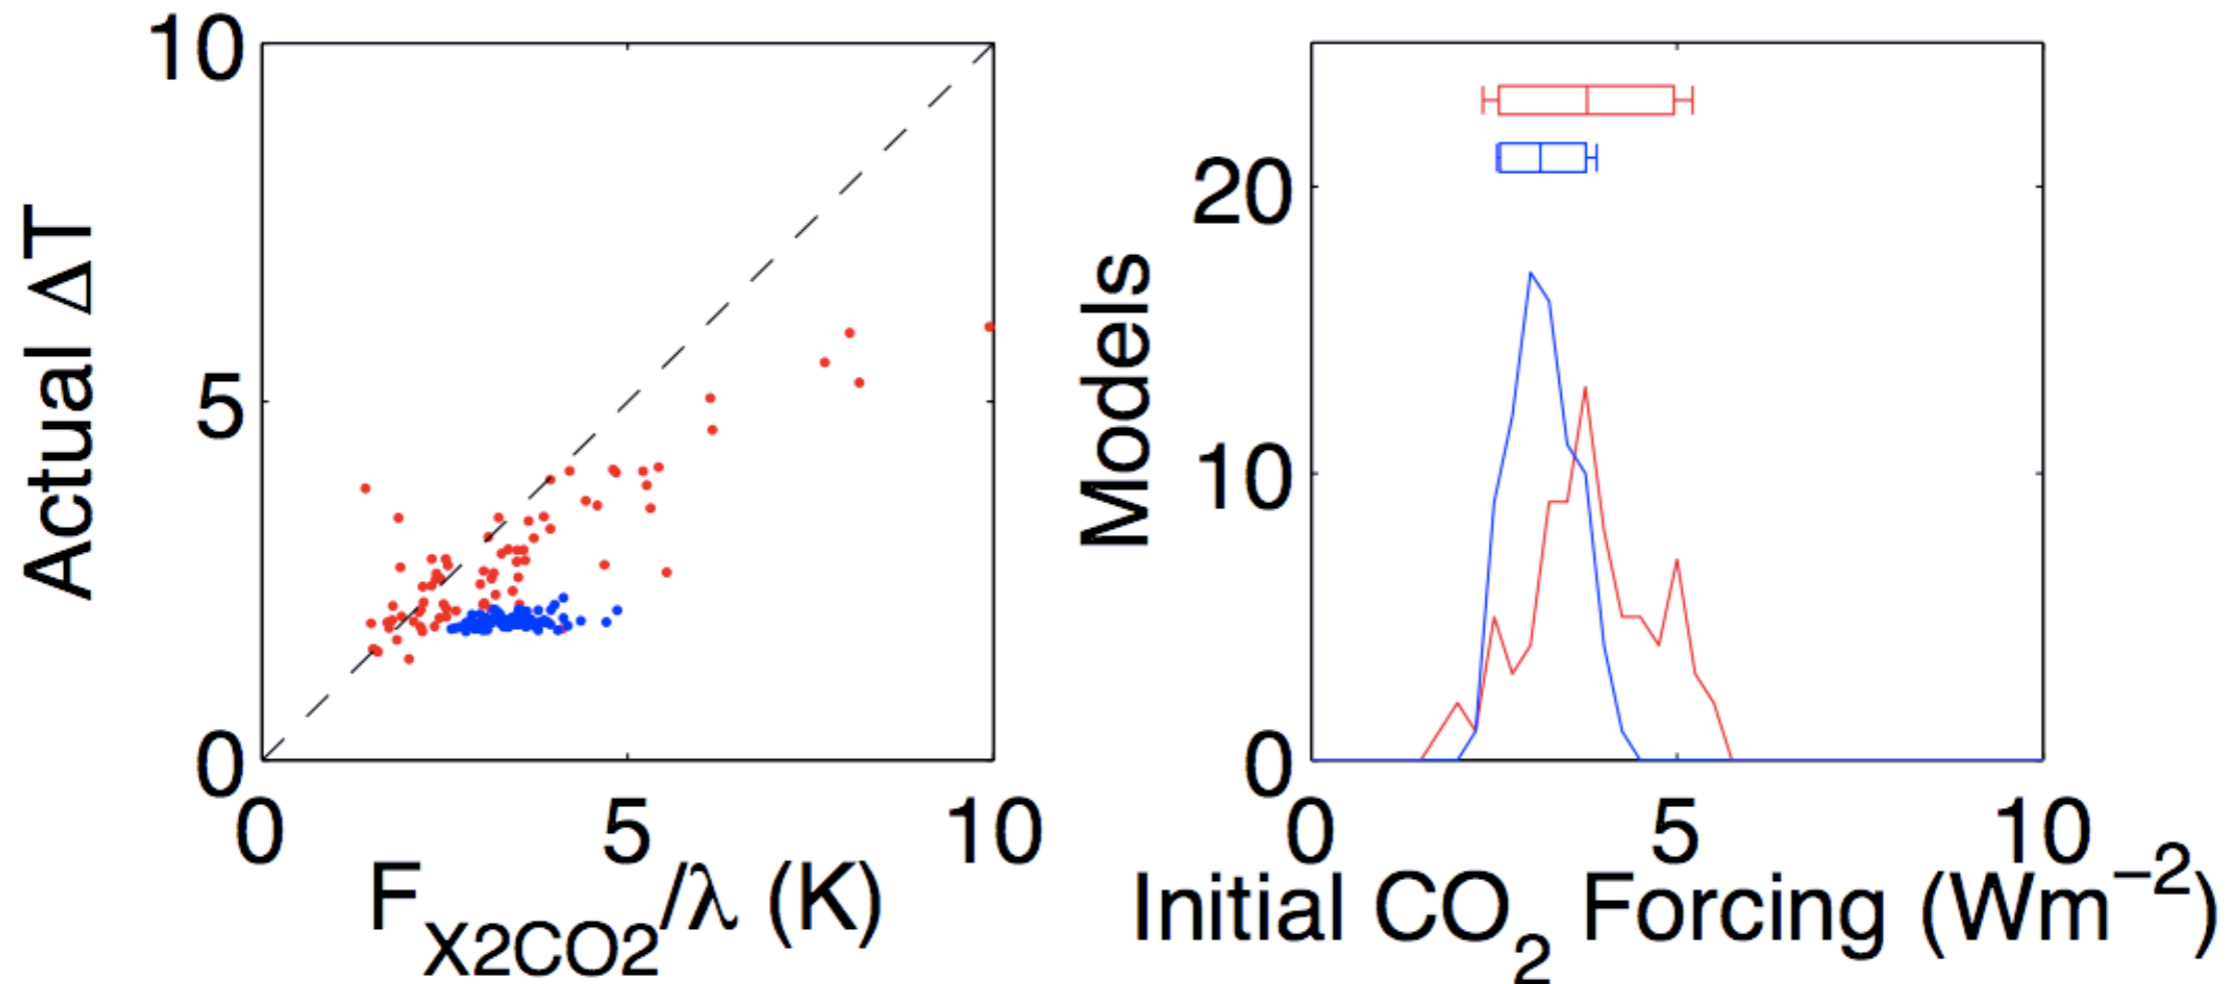 Actual ΔT
10
5
0
0 5 10
F_X2CO2/λ (K)
Models
20
10
0
0 5 10
Initial CO₂ Forcing (Wm⁻²)